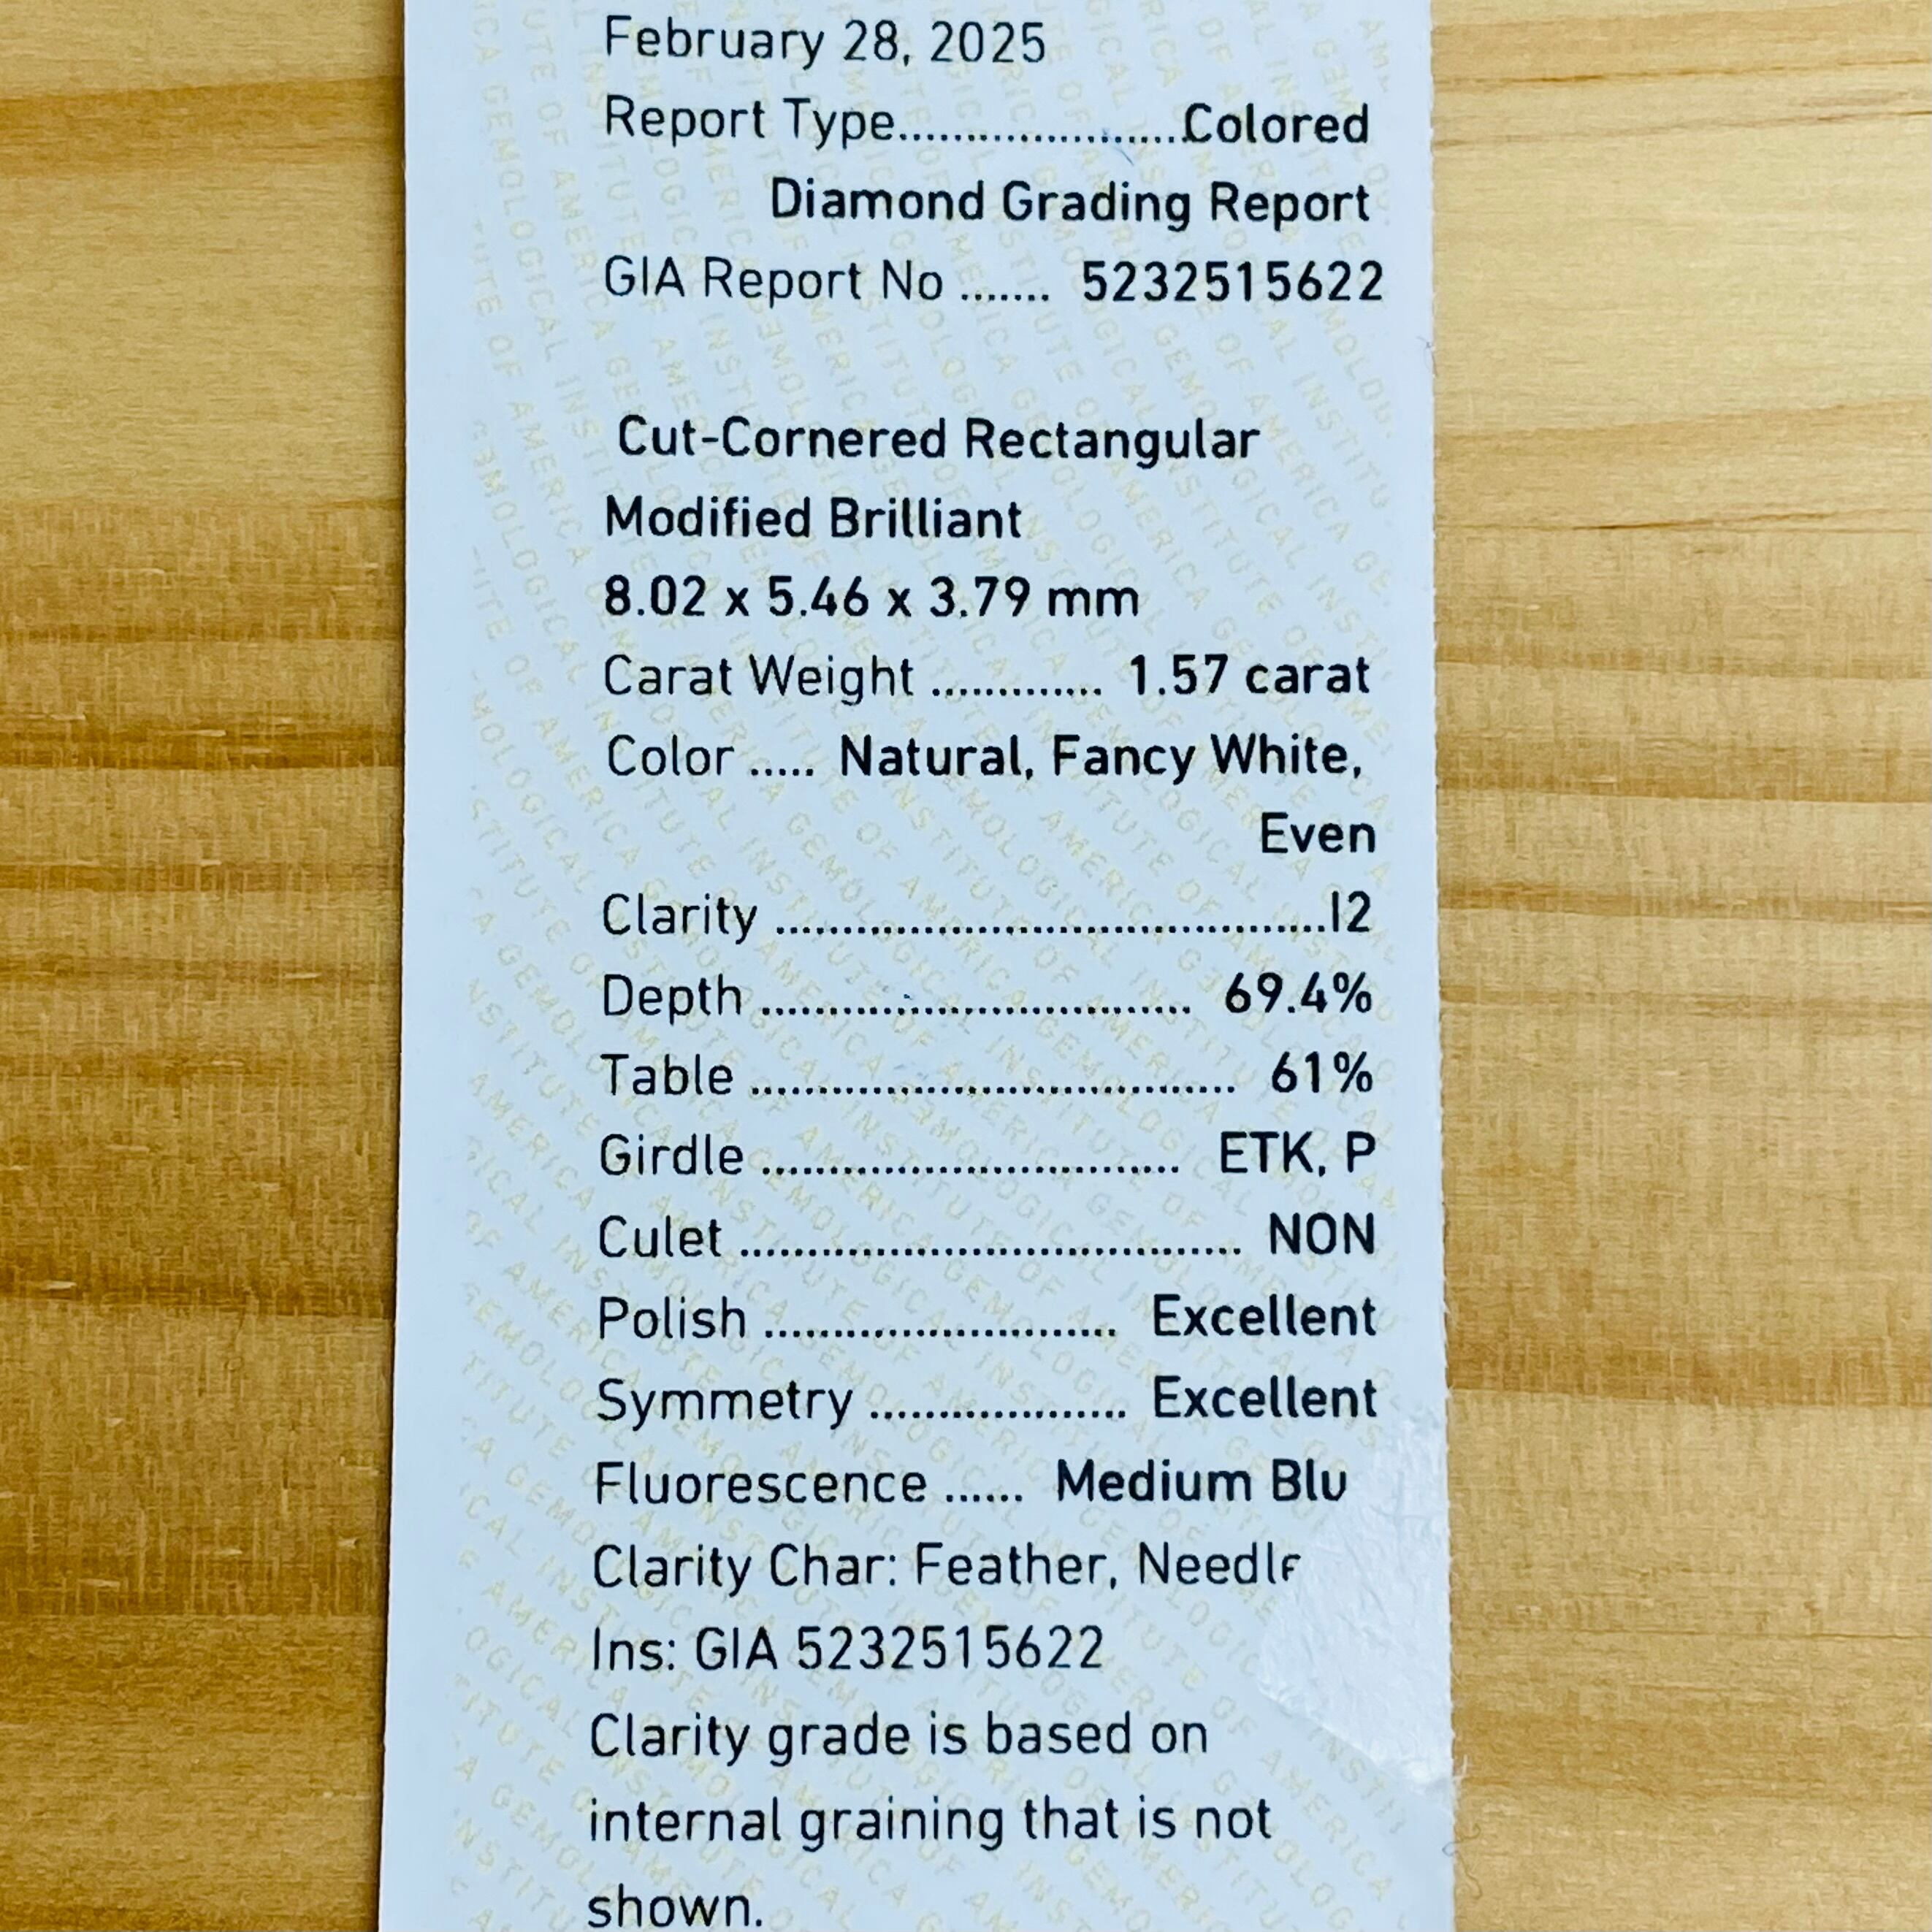 February 28, 2025
Report Type......................Colored
Diamond Grading Report
GIA Report No ....... 5232515622
Cut-Cornered Rectangular
Modified Brilliant
8.02 x 5.46 x 3.79 mm
Carat Weight ............. 1.57 carat
Color ..... Natural, Fancy White,
Even
Clarity ..........................................I2
Depth ................................ 69.4%
Table .................................... 61%
Girdle ............................... ETK, P
Culet ..................................... NON
Polish .......................... Excellent
Symmetry ................... Excellent
Fluorescence ...... Medium Blu
Clarity Char: Feather, Needle
Ins: GIA 5232515622
Clarity grade is based on
internal graining that is not
shown.